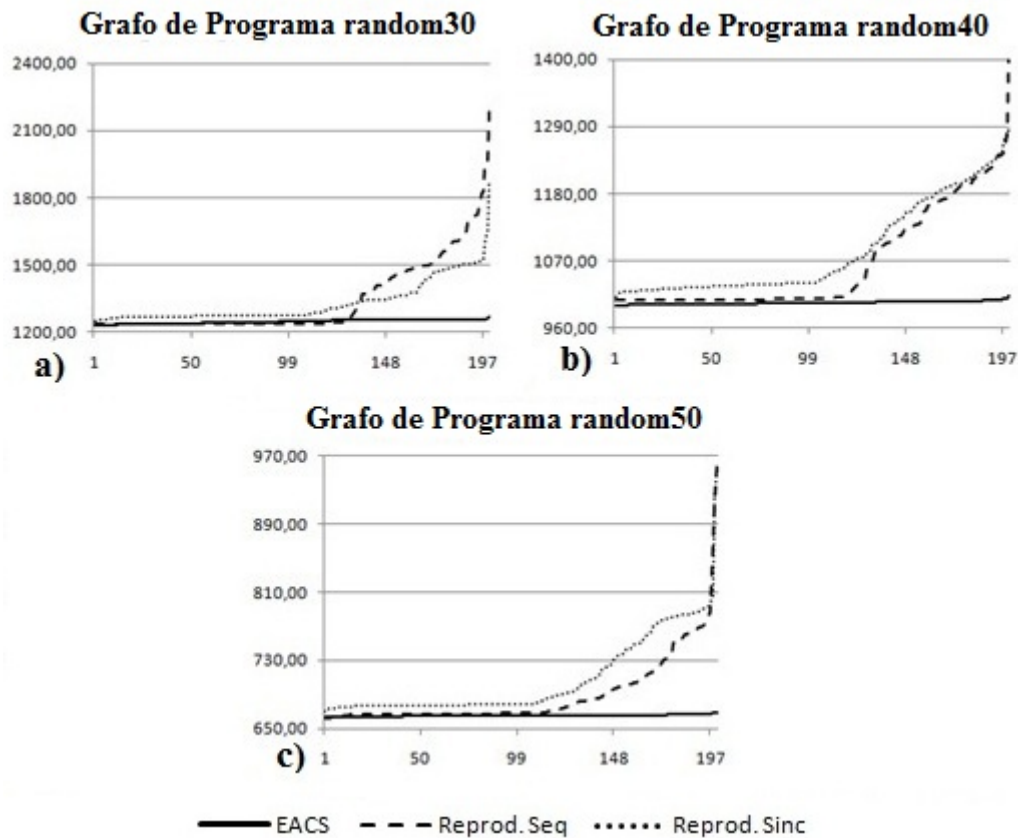 Grafo de Programa random30
2400,00
2100,00
1800,00
1500,00
1200,00
1 50 99 148 197
a)
Grafo de Programa random40
1400,00
1290,00
1180,00
1070,00
960,00
1 50 99 148 197
b)
Grafo de Programa random50
970,00
890,00
810,00
730,00
650,00
1 50 99 148 197
c)
EACS Reprod. Seq Reprod. Sinc